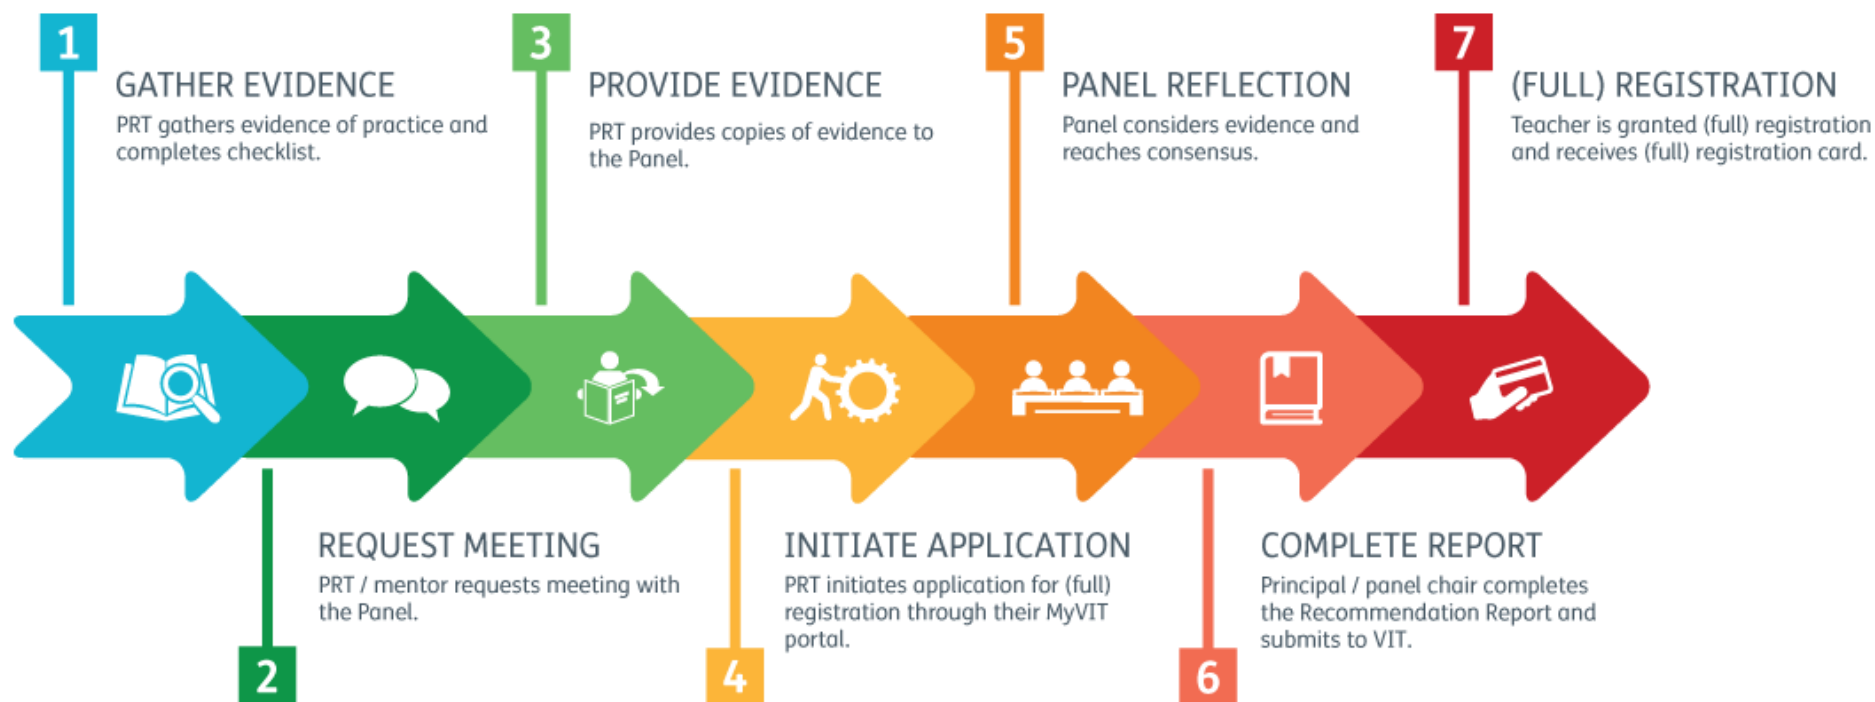 1
GATHER EVIDENCE
PRT gathers evidence of practice and
completes checklist.
2
REQUEST MEETING
PRT / mentor requests meeting with
the Panel.
3
PROVIDE EVIDENCE
PRT provides copies of evidence to
the Panel.
4
INITIATE APPLICATION
PRT initiates application for (full)
registration through their MyVIT
portal.
5
PANEL REFLECTION
Panel considers evidence and
reaches consensus.
6
COMPLETE REPORT
Principal / panel chair completes
the Recommendation Report and
submits to VIT.
7
(FULL) REGISTRATION
Teacher is granted (full) registration
and receives (full) registration card.